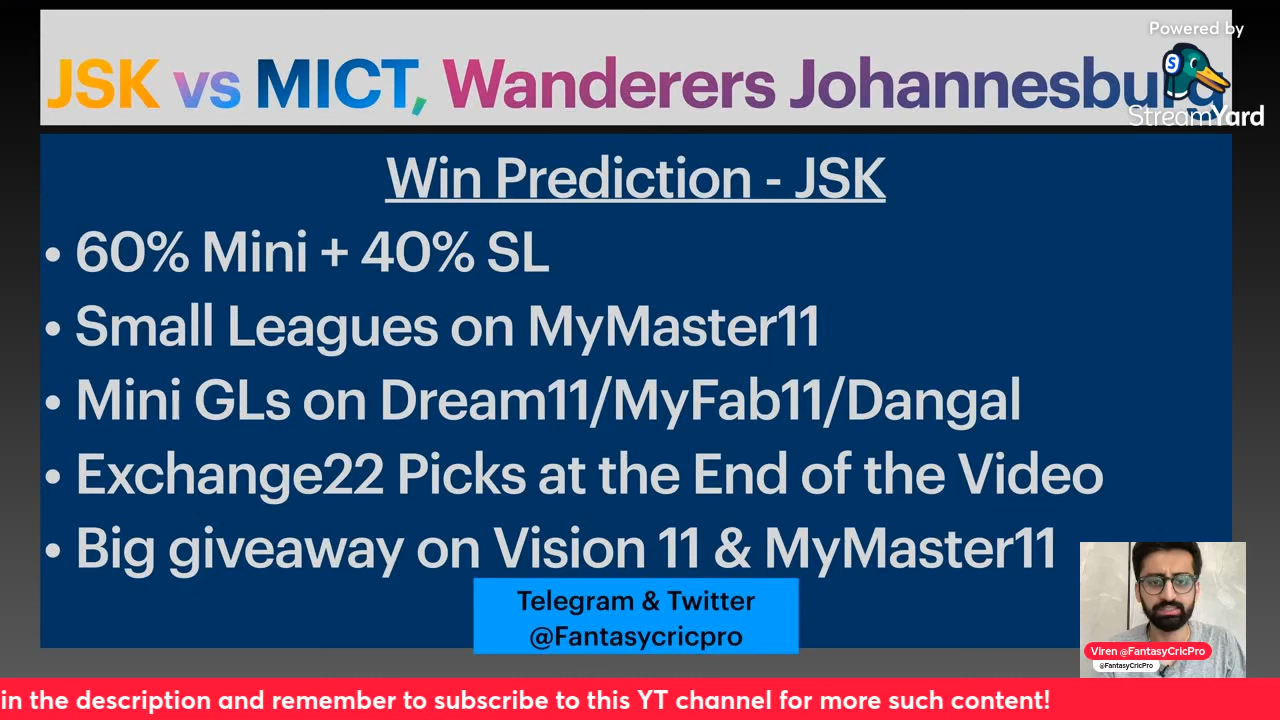 Powered by
JSK vs MICT, Wanderers Johannesburg
StreamYard
Win Prediction - JSK
• 60% Mini + 40% SL
• Small Leagues on MyMaster11
• Mini GLs on Dream11/MyFab11/Dangal
• Exchange22 Picks at the End of the Video
• Big giveaway on Vision 11 & MyMaster11
Telegram & Twitter
@Fantasycricpro
Viren @FantasyCricPro
@FantasyCricPro
in the description and remember to subscribe to this YT channel for more such content!